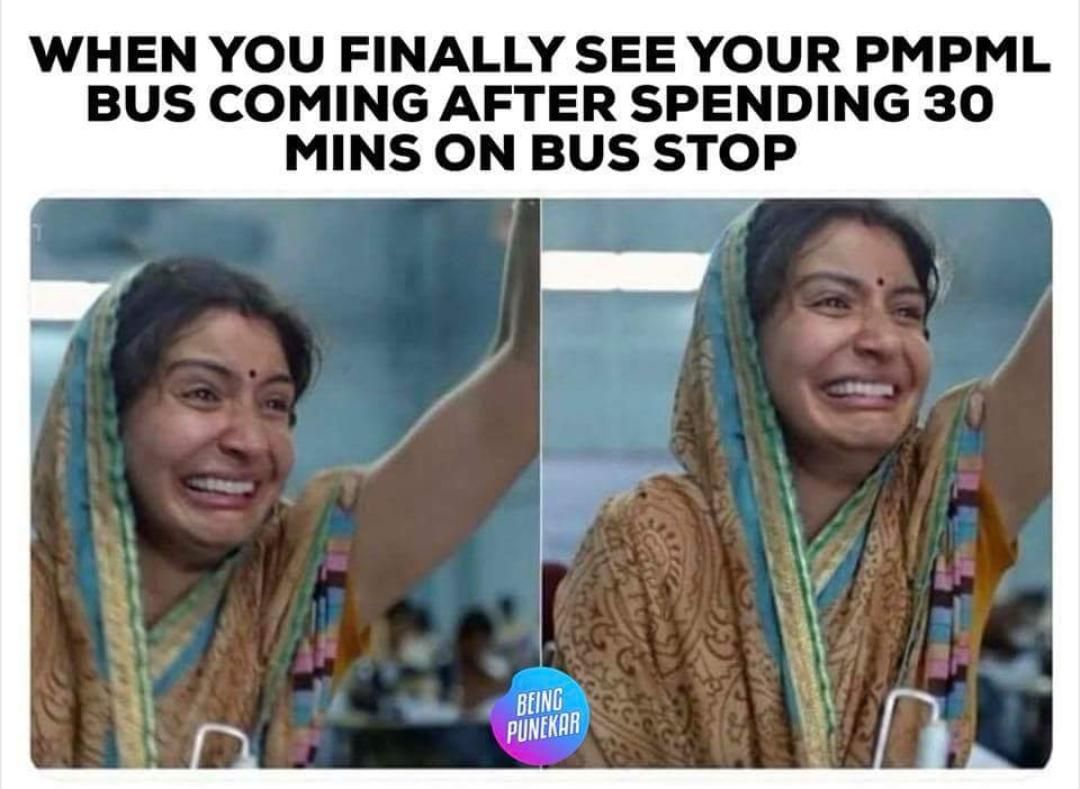 WHEN YOU FINALLY SEE YOUR PMPML
BUS COMING AFTER SPENDING 30
MINS ON BUS STOP
BEING
PUNEKAR